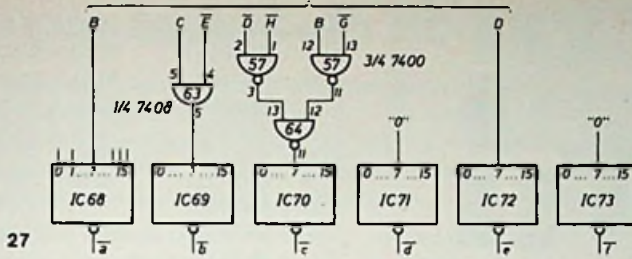 B C E̅ D̅ H̅ B G̅ D
5 4 2 1 12 13
57 57 3/4 7400
63 3 11
1/4 7408 5 13 12
64 "0" "0"
11
0 1 ... 7 ... 15 0 ... 7 ... 15 0 ... 7 ... 15 0 ... 7 ... 15 0 ... 7 ... 15 0 ... 7 ... 15
IC68 IC69 IC70 IC71 IC72 IC73
27 a̅ b̅ c̅ d̅ e̅ f̅